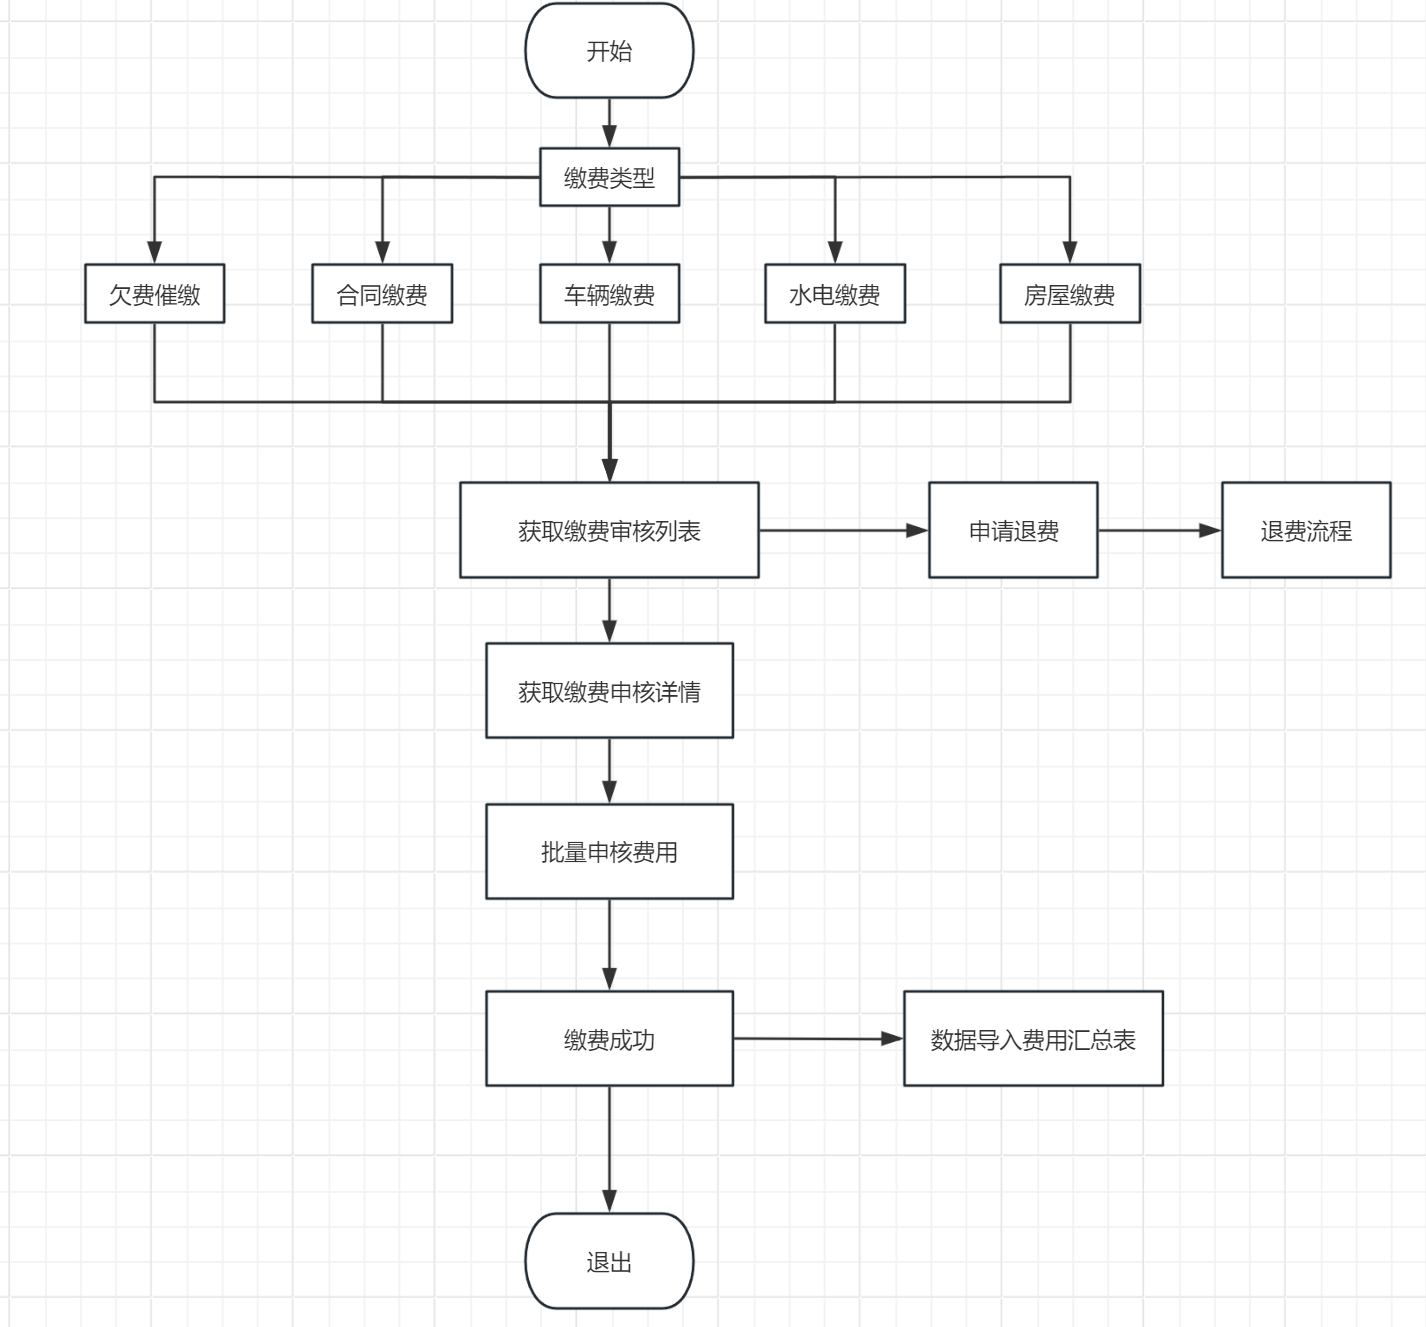 开始
缴费类型
欠费催缴
合同缴费
车辆缴费
水电缴费
房屋缴费
获取缴费审核列表
申请退费
退费流程
获取缴费审核详情
批量审核费用
缴费成功
数据导入费用汇总表
退出